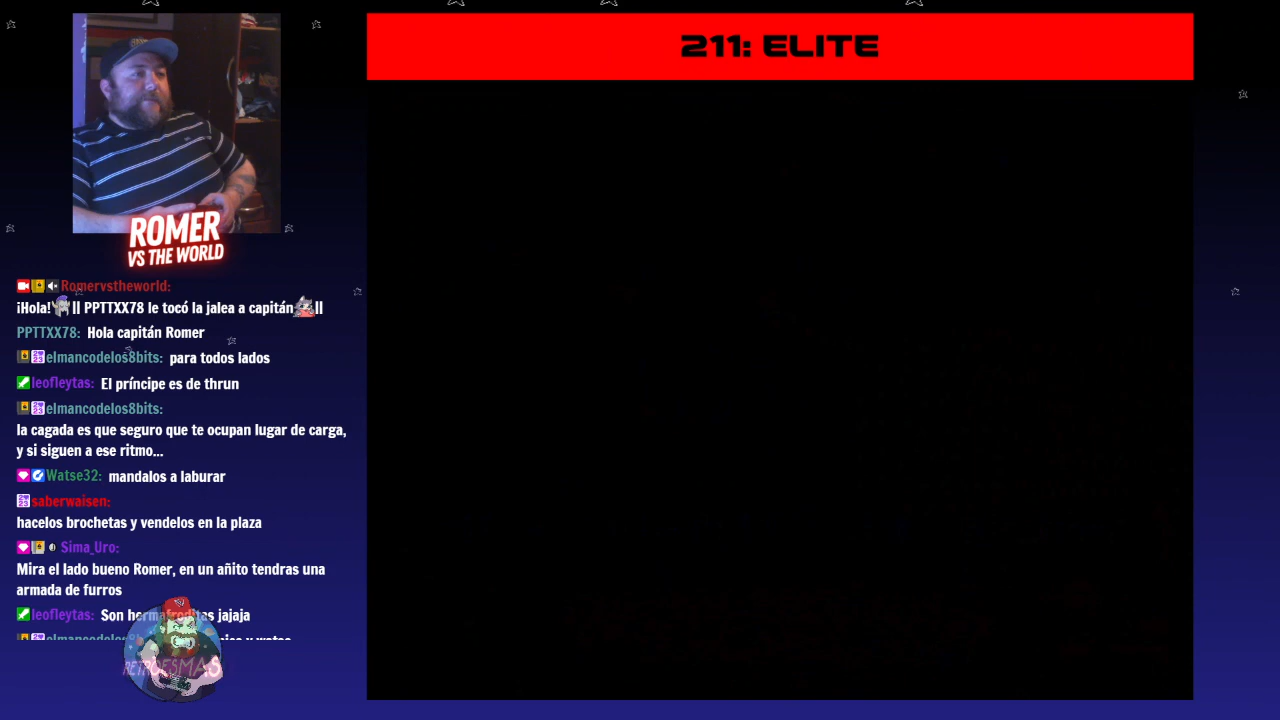 211: ELITE
ROMER
VS THE WORLD
Romervstheworld:
¡Hola! || PPTTXX78 le tocó la jalea a capitán ||
PPTTXX78: Hola capitán Romer
elmancodelos8bits: para todos lados
leofleytas: El príncipe es de thrun
elmancodelos8bits:
la cagada es que seguro que te ocupan lugar de carga,
y si siguen a ese ritmo...
Watse32: mandalos a laburar
saberwaisen:
hacelos brochetas y vendelos en la plaza
Sima_Uro:
Mira el lado bueno Romer, en un añito tendras una
armada de furros
leofleytas: Son hermafroditas jajaja
RETROESMAS